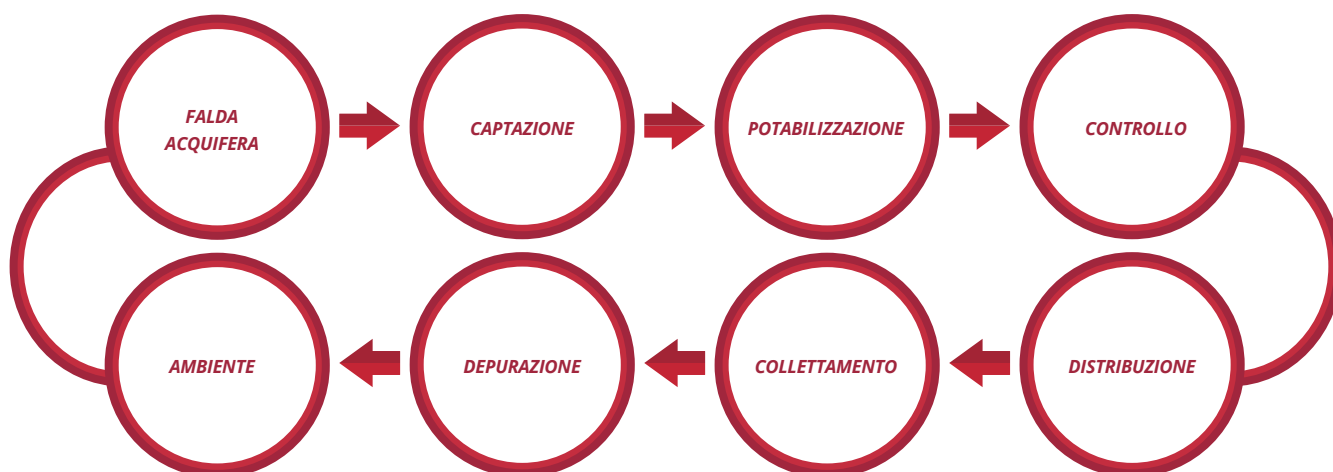 FALDA
ACQUIFERA
CAPTAZIONE
POTABILIZZAZIONE
CONTROLLO
DISTRIBUZIONE
COLLETTAMENTO
DEPURAZIONE
AMBIENTE